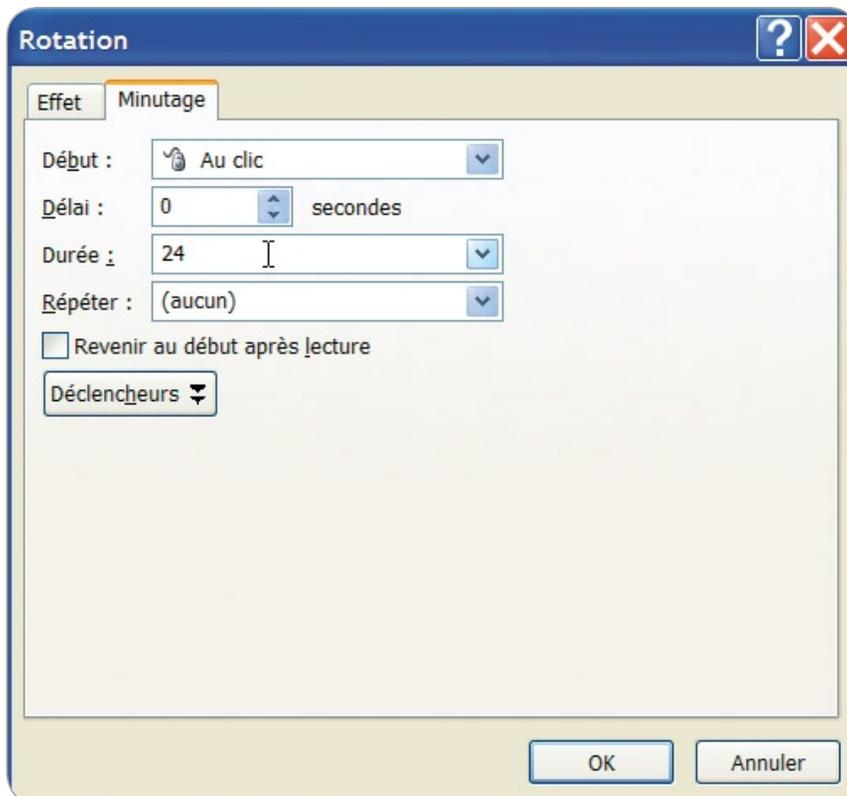 Rotation
Effet Minutage
Début : Au clic
Délai : 0 secondes
Durée : 24
Répéter : (aucun)
Revenir au début après lecture
Déclencheurs
OK Annuler